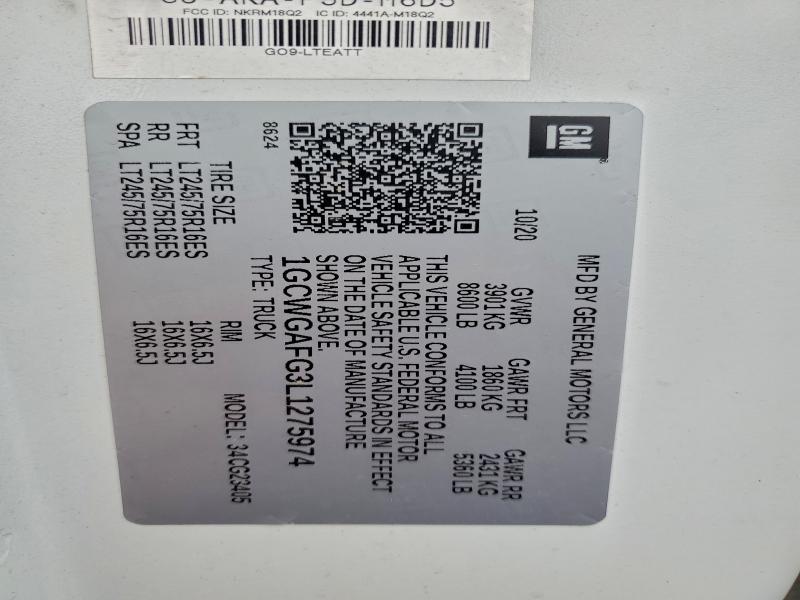 FCC ID: NKRM18Q2 IC ID: 4441A-M18Q2
GO9-LTEATT
GM
MFD BY GENERAL MOTORS LLC
10/20
GVWR GAWR FRT GAWR RR
3901 KG 1860 KG 2431 KG
8600 LB 4100 LB 5360 LB
THIS VEHICLE CONFORMS TO ALL
APPLICABLE U.S. FEDERAL MOTOR
VEHICLE SAFETY STANDARDS IN EFFECT
ON THE DATE OF MANUFACTURE
SHOWN ABOVE.
1GCWGAFG3L1275974
TYPE: TRUCK
8624
MODEL: 34CG23405
TIRE SIZE RIM
FRT LT245/75R16ES 16X6.5J
RR LT245/75R16ES 16X6.5J
SPA LT245/75R16ES 16X6.5J